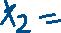 x₂ =